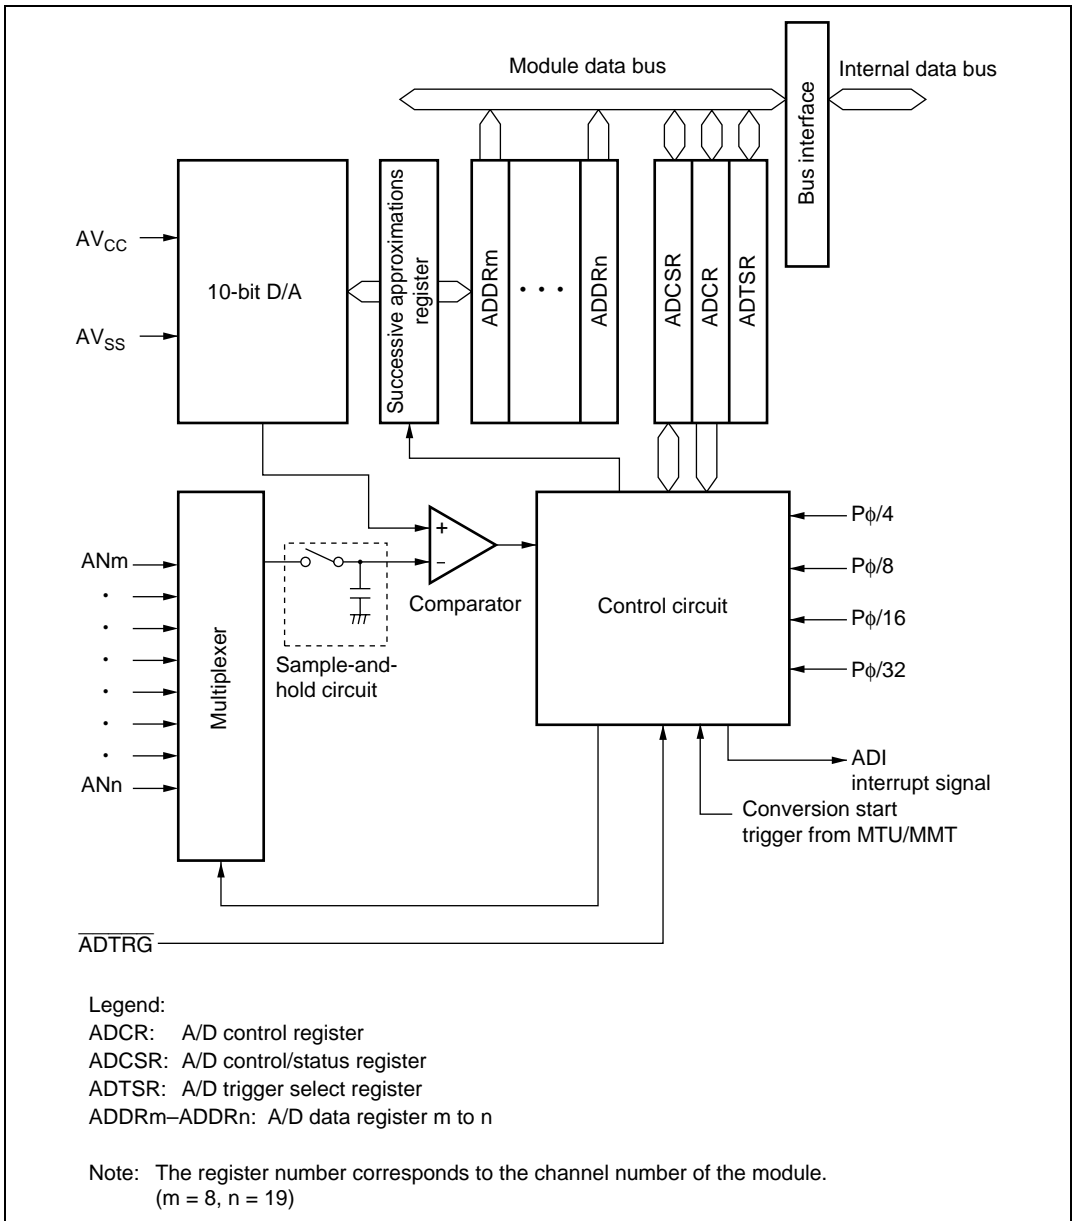 Module data bus
Internal data bus
Bus interface
AVCC
AVSS
10-bit D/A
Successive approximations
register
ADDRm
• • •
ADDRn
ADCSR
ADCR
ADTSR
ANm
•
•
•
•
•
•
ANn
Multiplexer
Sample-and-
hold circuit
+
−
Comparator
Control circuit
Pϕ/4
Pϕ/8
Pϕ/16
Pϕ/32
ADI
interrupt signal
Conversion start
trigger from MTU/MMT
ADTRG
Legend:
ADCR: A/D control register
ADCSR: A/D control/status register
ADTSR: A/D trigger select register
ADDRm–ADDRn: A/D data register m to n
Note: The register number corresponds to the channel number of the module.
(m = 8, n = 19)